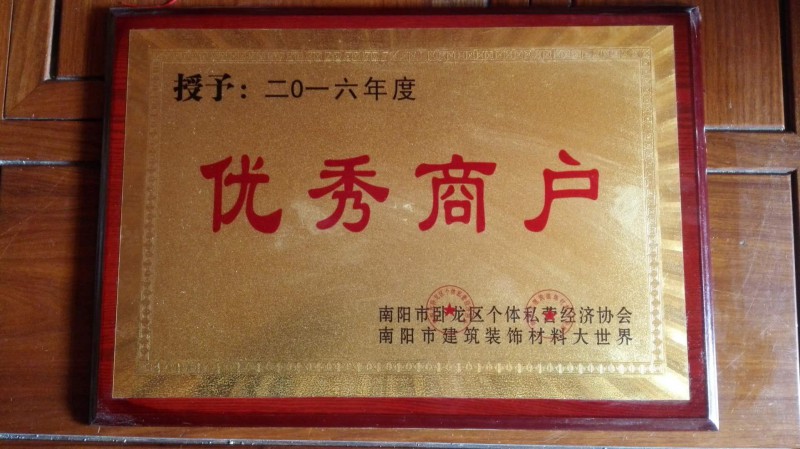 授予：二0一六年度
优秀商户
南阳市卧龙区个体私营经济协会
南阳市建筑装饰材料大世界